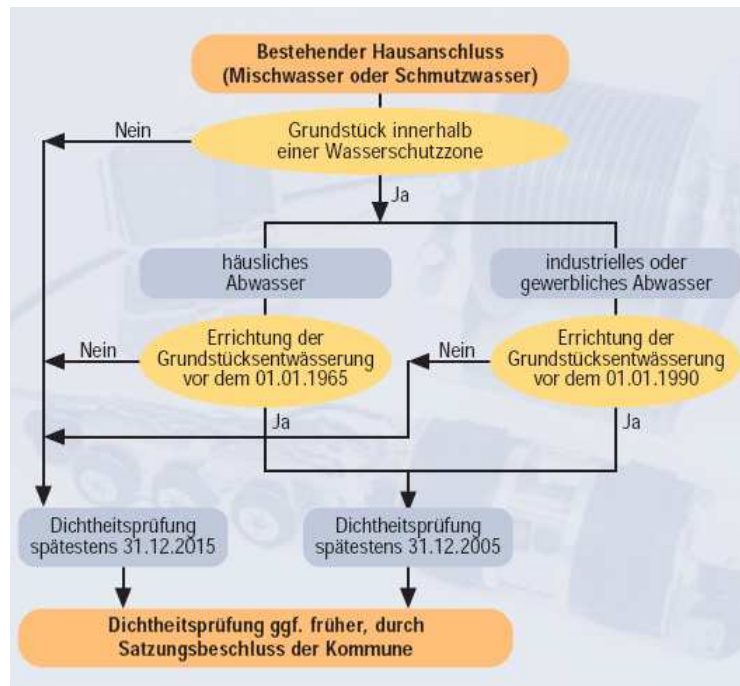 Bestehender Hausanschluss
(Mischwasser oder Schmutzwasser)
Nein
Grundstück innerhalb
einer Wasserschutzzone
Ja
häusliches
Abwasser
industrielles oder
gewerbliches Abwasser
Nein
Errichtung der
Grundstücksentwässerung
vor dem 01.01.1965
Nein
Errichtung der
Grundstücksentwässerung
vor dem 01.01.1990
Ja
Ja
Dichtheitsprüfung
spätestens 31.12.2015
Dichtheitsprüfung
spätestens 31.12.2005
Dichtheitsprüfung ggf. früher, durch
Satzungsbeschluss der Kommune